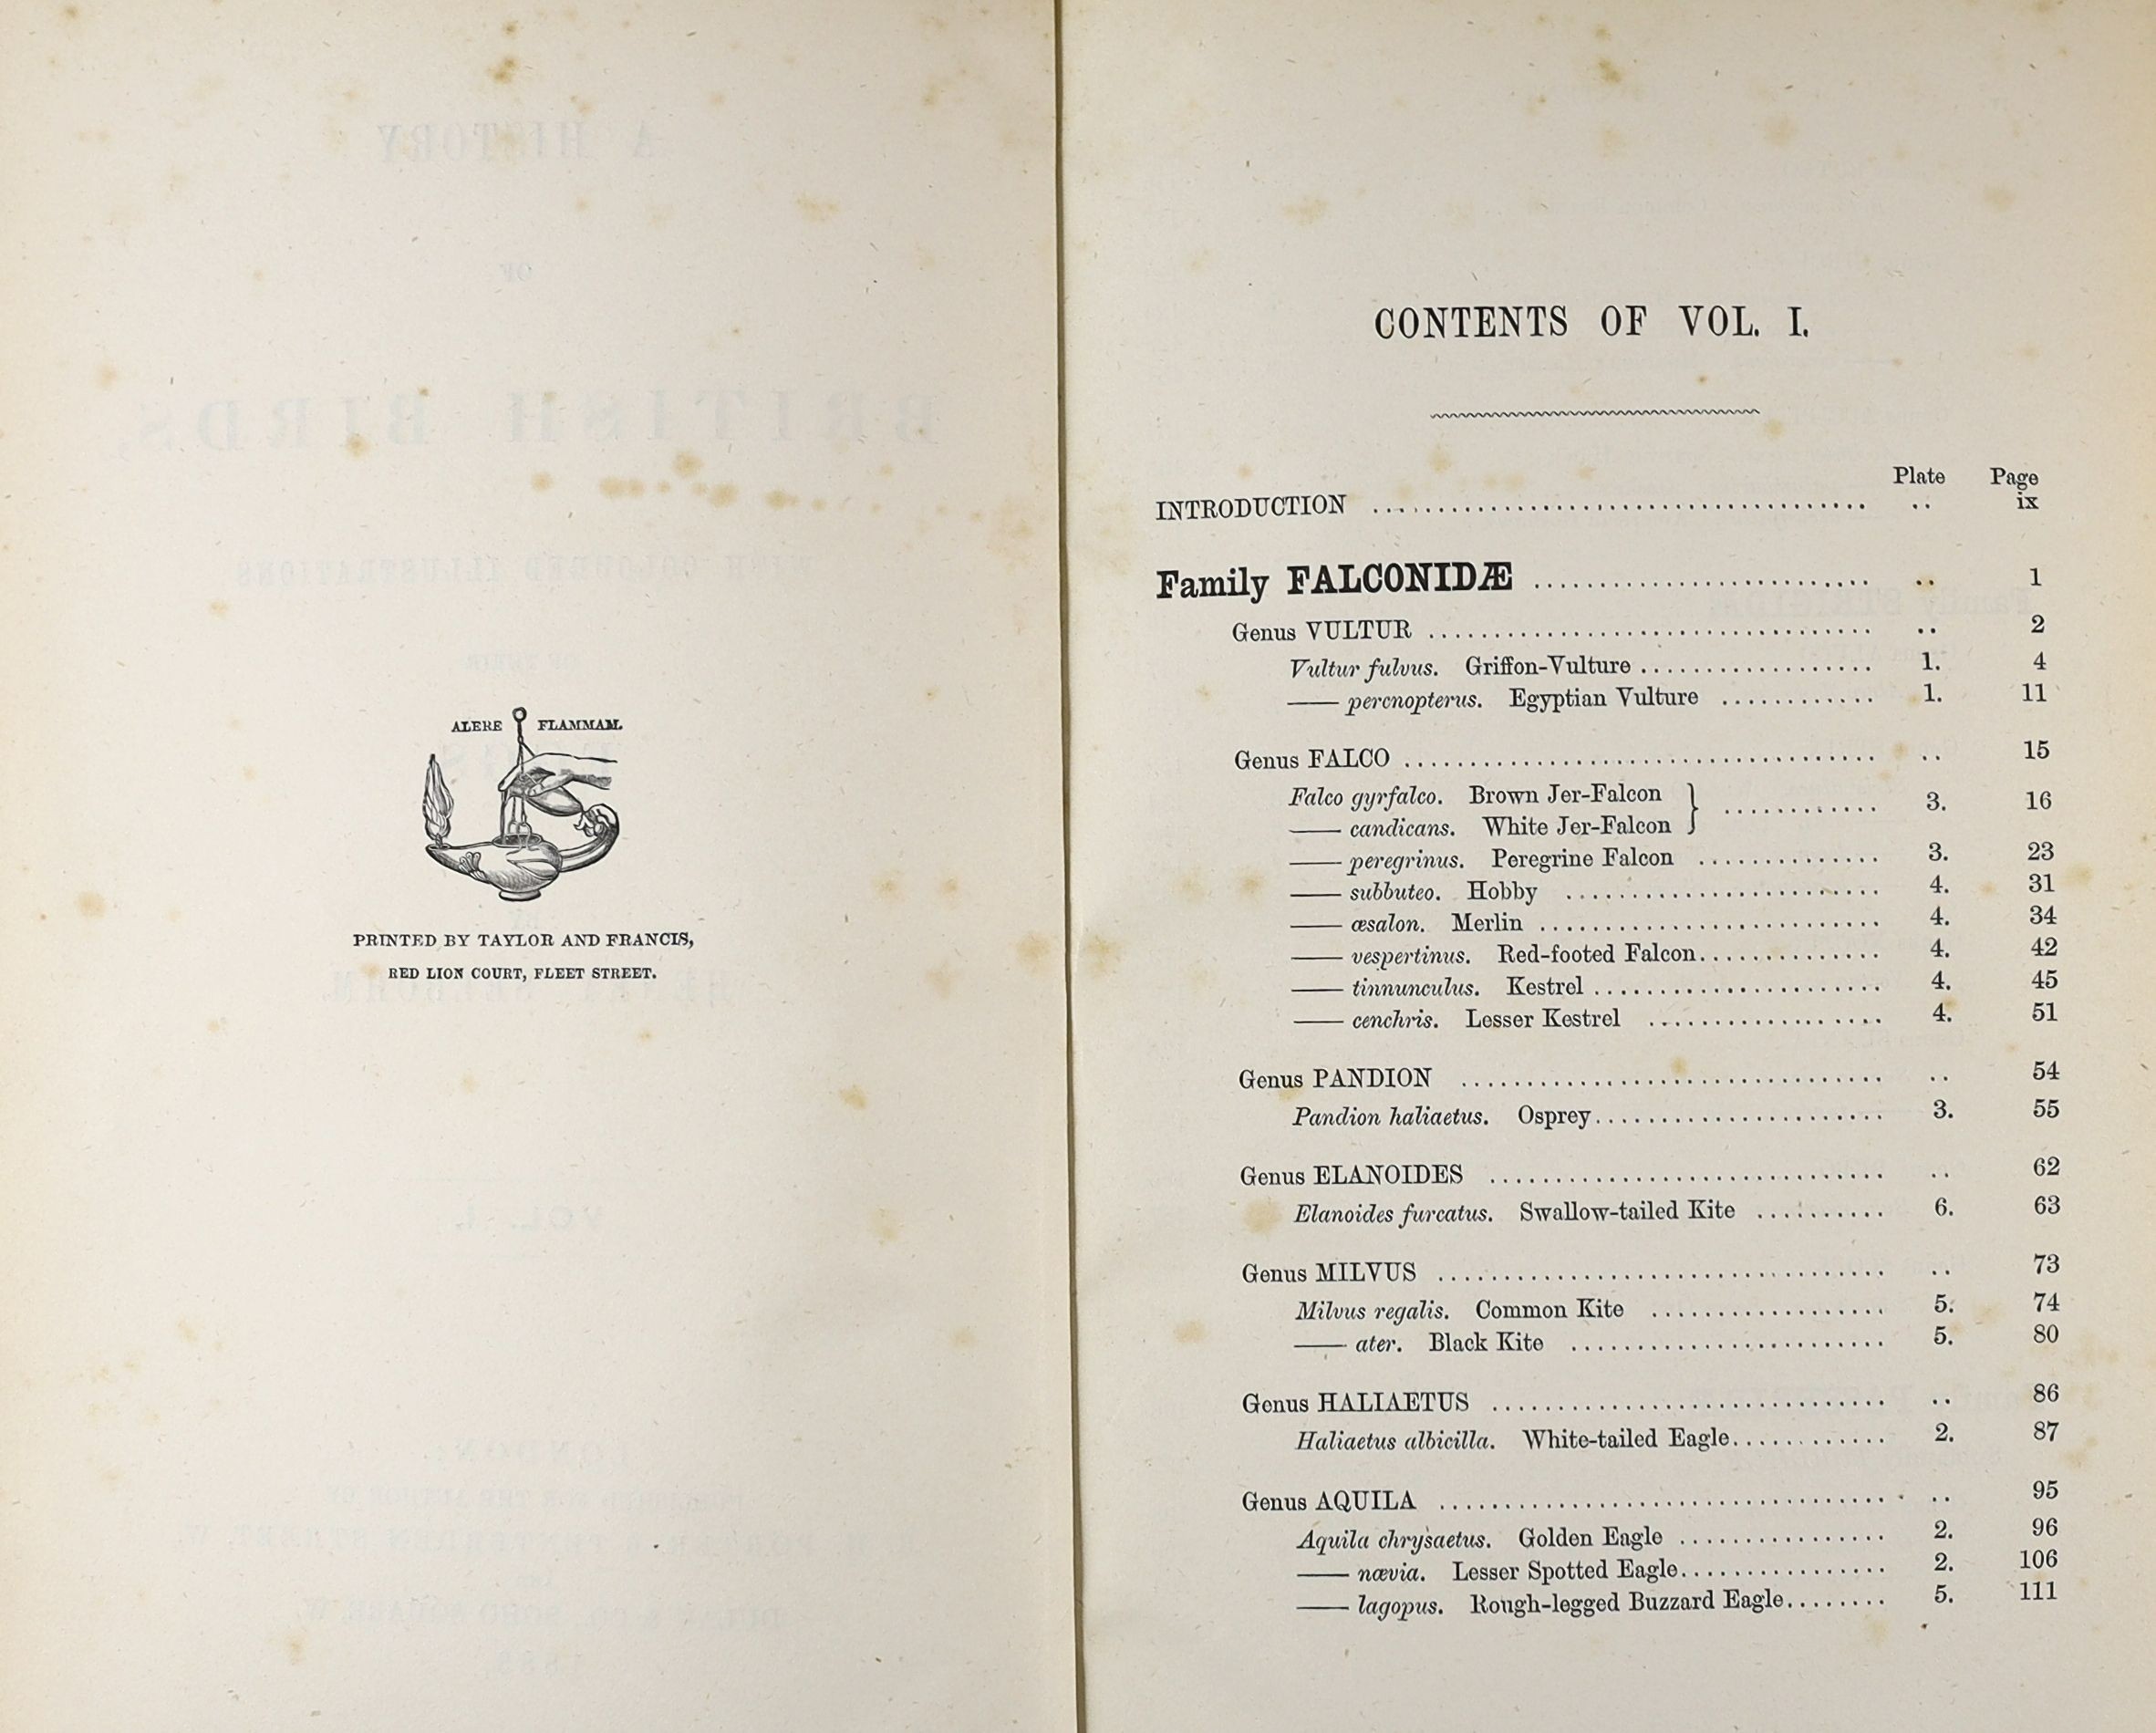 ALERE FLAMMAM.
PRINTED BY TAYLOR AND FRANCIS,
RED LION COURT, FLEET STREET.
CONTENTS OF VOL. I.
Plate Page
INTRODUCTION ........ .. ix
Family FALCONIDÆ ........ .. 1
Genus VULTUR ........ .. 2
Vultur fulvus. Griffon-Vulture ........ 1. 4
—— percnopterus. Egyptian Vulture ........ 1. 11
Genus FALCO ........ .. 15
Falco gyrfalco. Brown Jer-Falcon } ........ 3. 16
—— candicans. White Jer-Falcon
—— peregrinus. Peregrine Falcon ........ 3. 23
—— subbuteo. Hobby ........ 4. 31
—— æsalon. Merlin ........ 4. 34
—— vespertinus. Red-footed Falcon ........ 4. 42
—— tinnunculus. Kestrel ........ 4. 45
—— cenchris. Lesser Kestrel ........ 4. 51
Genus PANDION ........ .. 54
Pandion haliaetus. Osprey ........ 3. 55
Genus ELANOIDES ........ .. 62
Elanoides furcatus. Swallow-tailed Kite ........ 6. 63
Genus MILVUS ........ .. 73
Milvus regalis. Common Kite ........ 5. 74
—— ater. Black Kite ........ 5. 80
Genus HALIAETUS ........ .. 86
Haliaetus albicilla. White-tailed Eagle ........ 2. 87
Genus AQUILA ........ .. 95
Aquila chrysaetus. Golden Eagle ........ 2. 96
—— nævia. Lesser Spotted Eagle ........ 2. 106
—— lagopus. Rough-legged Buzzard Eagle ........ 5. 111